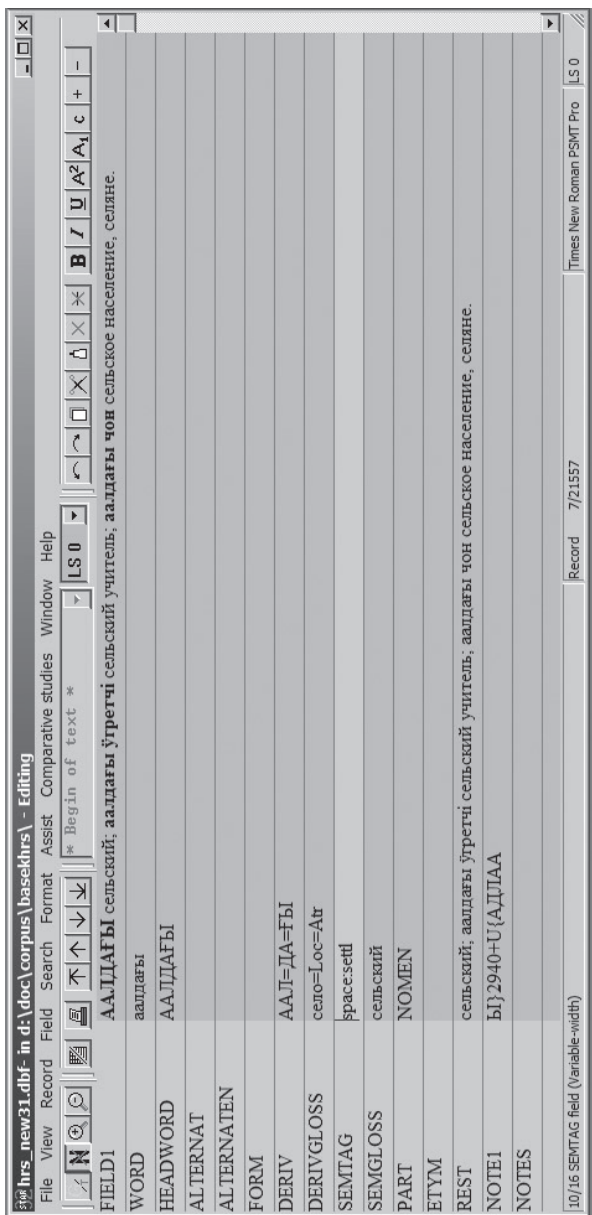 hrs_new31.dbf- in d:\doc\corpus\basekhrs\ - Editing
File View Record Field Search Format Assist Comparative studies Window Help
N * Begin of text * LS 0 B I U A² A₁ c + -
FIELD1 ААЛДАҒЫ сельский; аалдағы ӱгретчі сельский учитель; аалдағы чон сельское население, селяне.
WORD аалдағы
HEADWORD ААЛДАҒЫ
ALTERNAT
ALTERNATEN
FORM
DERIV ААЛ=ДА=ҒЫ
DERIVGLOSS село=Loc=Atr
SEMTAG space:settl
SEMGLOSS сельский
PART NOMEN
ETYM
REST сельский; аалдағы ӱгретчі сельский учитель; аалдағы чон сельское население, селяне.
NOTE1 Ы}2940+U{АДЛАА
NOTES
10/16 SEMTAG field (Variable-width) Record 7/21557 Times New Roman PSMT Pro LS 0